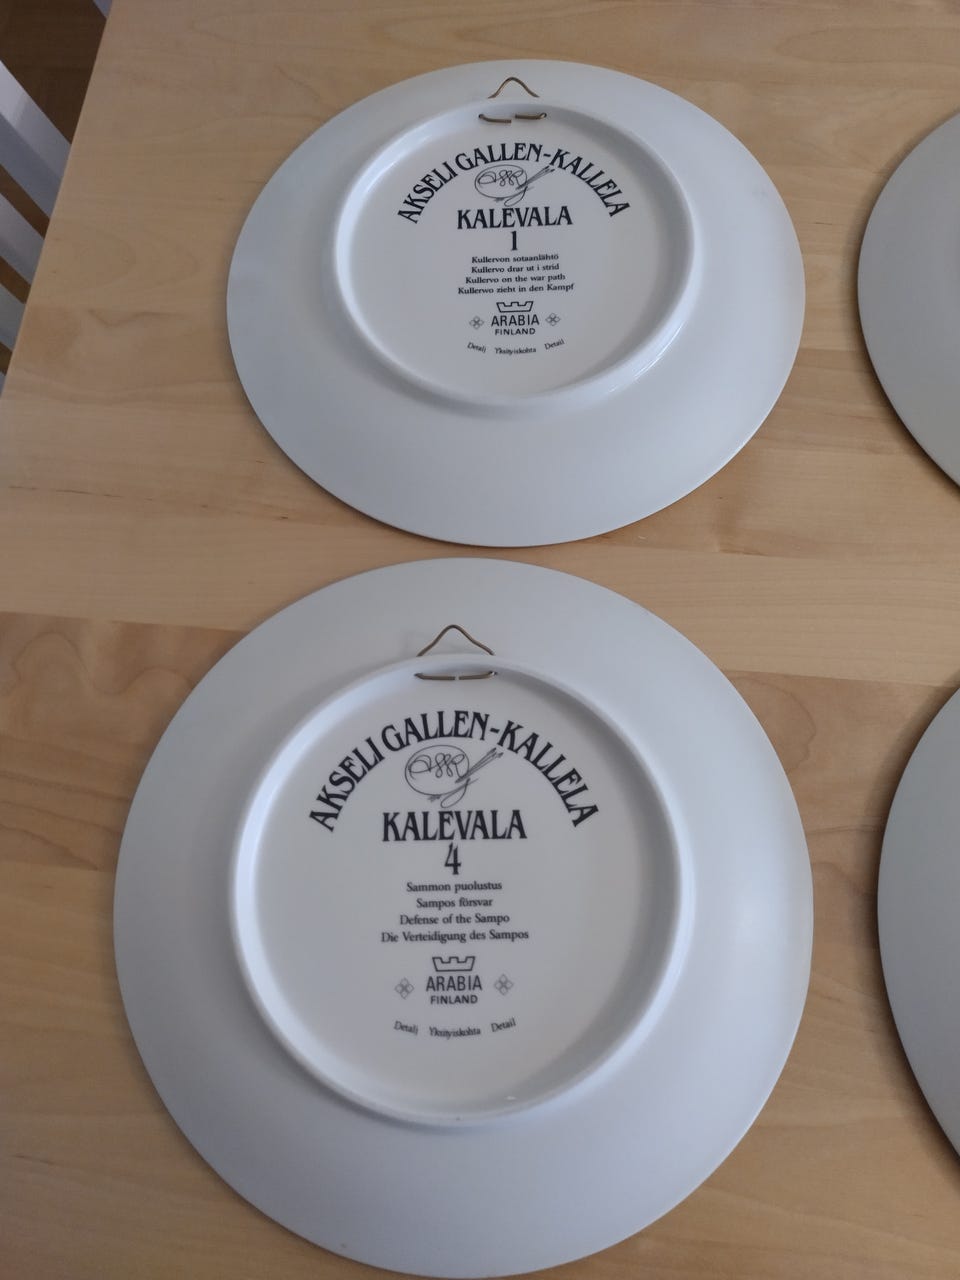 AKSELI GALLEN-KALLELA
KALEVALA
1
Kullervon sotaanlähtö
Kullervo drar ut i strid
Kullervo on the war path
Kullerwo zieht in den Kampf
ARABIA
FINLAND
Detalj Yksityiskohta Detail
AKSELI GALLEN-KALLELA
KALEVALA
4
Sammon puolustus
Sampos försvar
Defense of the Sampo
Die Verteidigung des Sampos
ARABIA
FINLAND
Detalj Yksityiskohta Detail